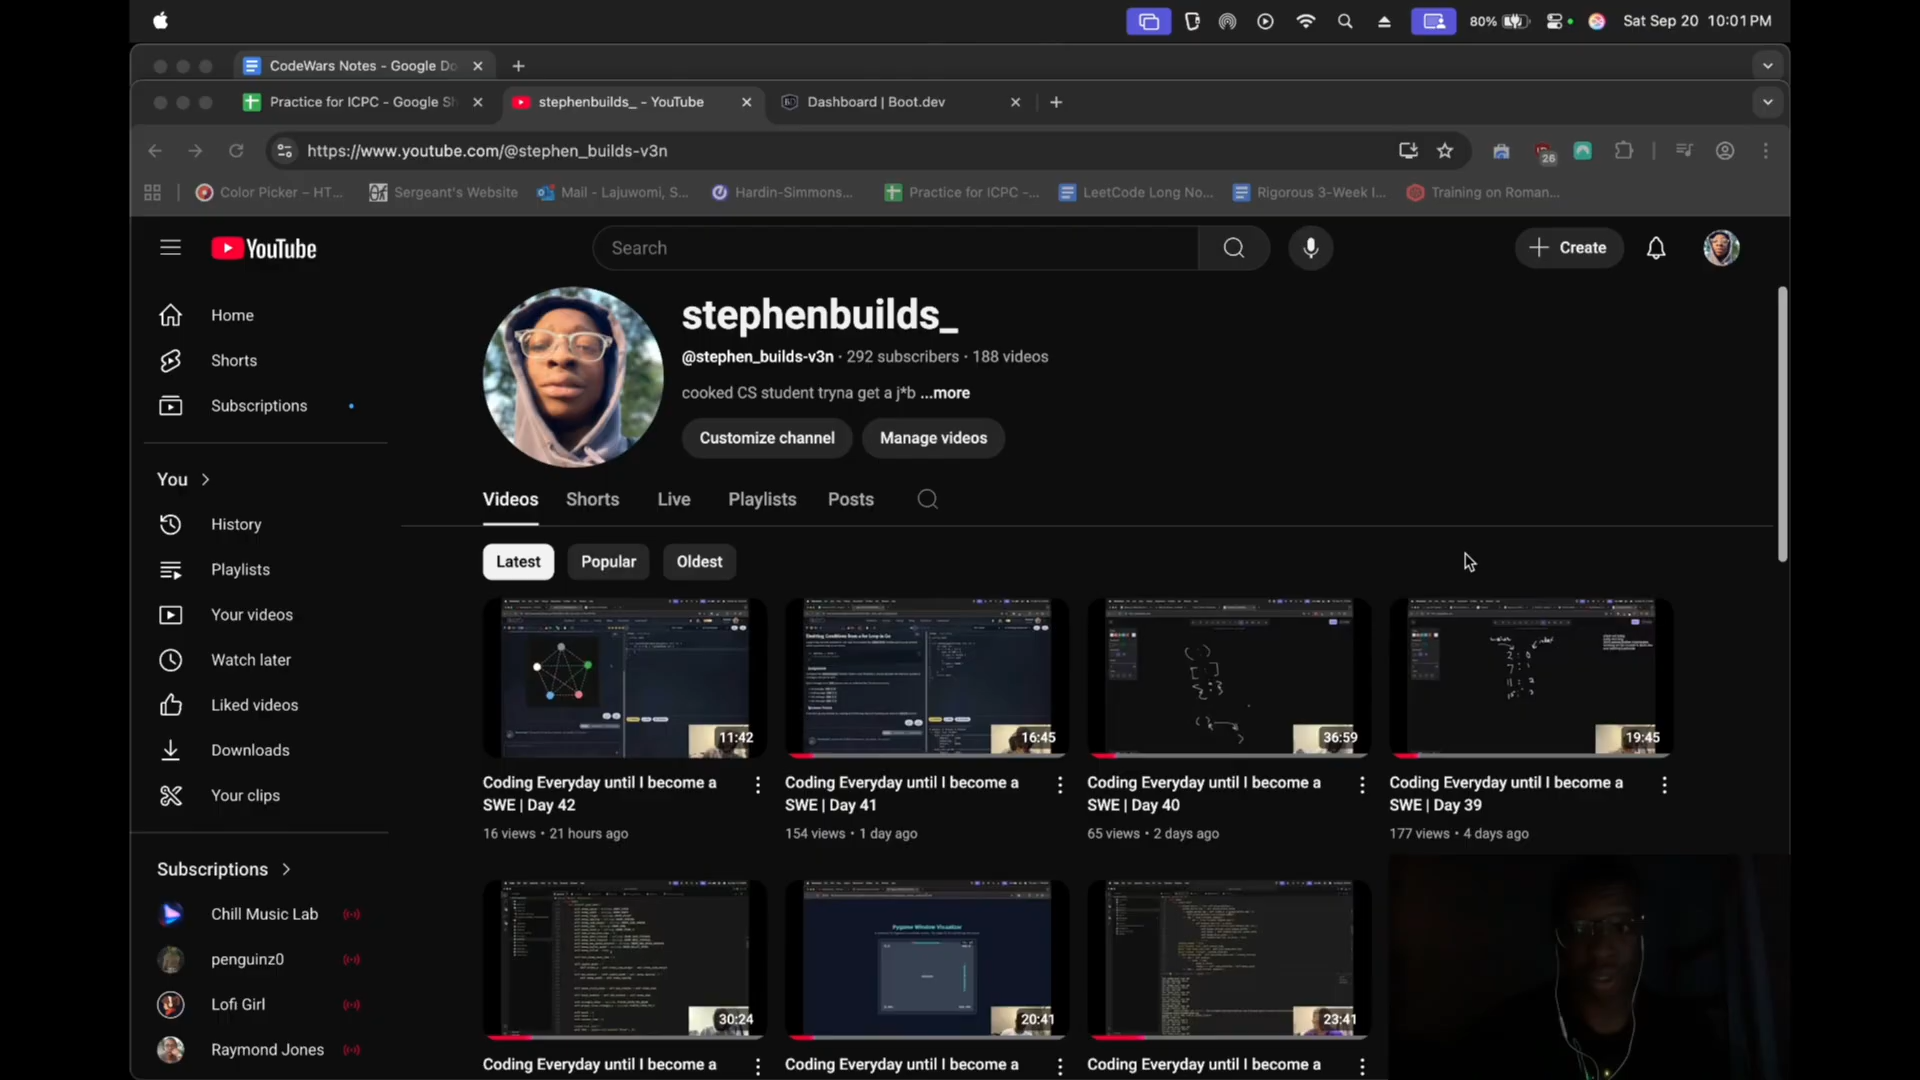 80%
Sat Sep 20 10:01 PM
CodeWars Notes - Google Do
Practice for ICPC - Google Sh
stephenbuilds_ - YouTube
Dashboard | Boot.dev
https://www.youtube.com/@stephen_builds-v3n
26
Color Picker – HT...
Sergeant's Website
Mail - Lajuwomi, S...
Hardin-Simmons...
Practice for ICPC -...
LeetCode Long No...
Rigorous 3-Week I...
Training on Roman...
YouTube
Search
Create
Home
Shorts
Subscriptions
You
History
Playlists
Your videos
Watch later
Liked videos
Downloads
Your clips
Subscriptions
Chill Music Lab
penguinz0
Lofi Girl
Raymond Jones
stephenbuilds_
@stephen_builds-v3n · 292 subscribers · 188 videos
cooked CS student tryna get a j*b ...more
Customize channel
Manage videos
Videos
Shorts
Live
Playlists
Posts
Latest
Popular
Oldest
11:42
Coding Everyday until I become a
SWE | Day 42
16 views • 21 hours ago
16:45
Coding Everyday until I become a
SWE | Day 41
154 views • 1 day ago
36:59
Coding Everyday until I become a
SWE | Day 40
65 views • 2 days ago
19:45
Coding Everyday until I become a
SWE | Day 39
177 views • 4 days ago
30:24
Coding Everyday until I become a
Pygame Window Visualizer
20:41
Coding Everyday until I become a
23:41
Coding Everyday until I become a